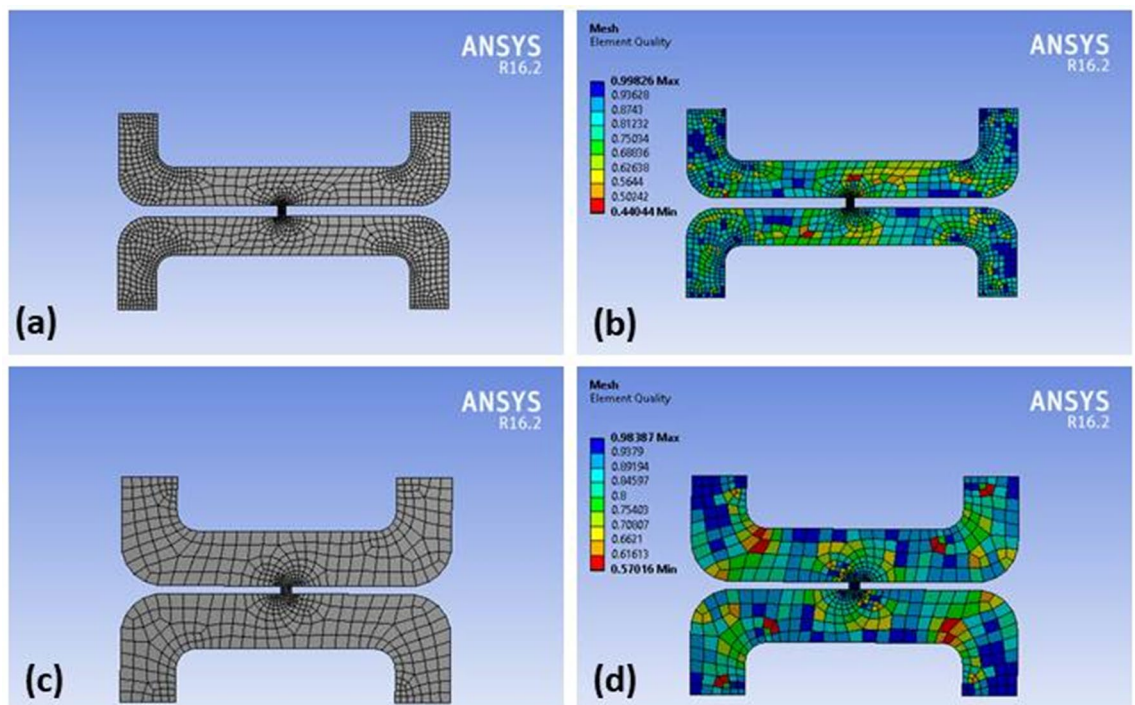 ANSYS
R16.2
(a)
Mesh
Element Quality
0.99826 Max
0.93628
0.8743
0.81232
0.75034
0.68836
0.62638
0.5644
0.50242
0.44044 Min
ANSYS
R16.2
(b)
ANSYS
R16.2
(c)
Mesh
Element Quality
0.98387 Max
0.9379
0.89194
0.84597
0.8
0.75403
0.70807
0.6621
0.61613
0.57016 Min
ANSYS
R16.2
(d)